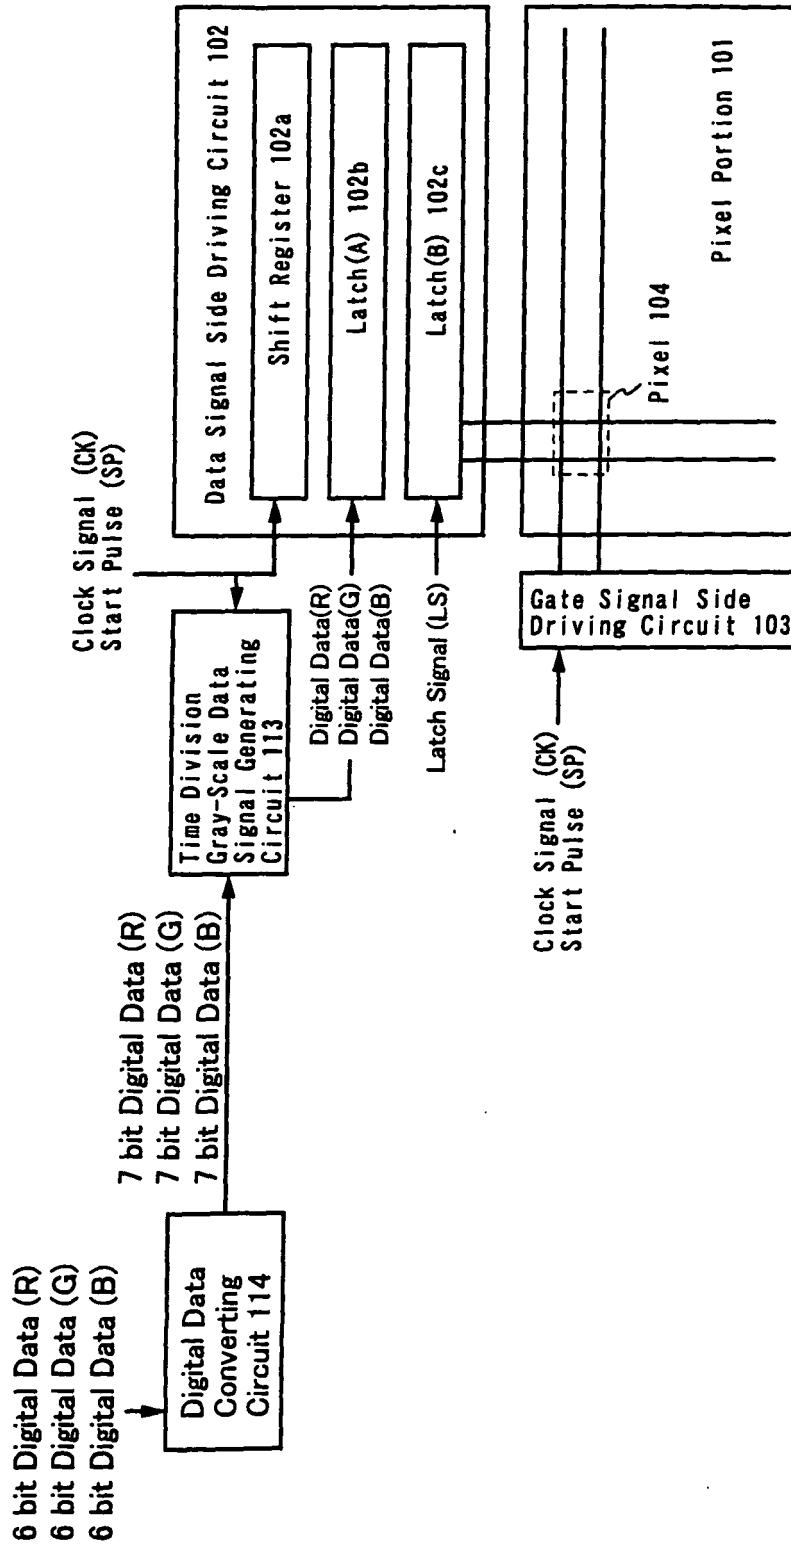 6 bit Digital Data (R)
6 bit Digital Data (G)
6 bit Digital Data (B)
Digital Data
Converting
Circuit 114
7 bit Digital Data (R)
7 bit Digital Data (G)
7 bit Digital Data (B)
Time Division
Gray-Scale Data
Signal Generating
Circuit 113
Clock Signal (CK)
Start Pulse (SP)
Digital Data(R)
Digital Data(G)
Digital Data(B)
Latch Signal (LS)
Data Signal Side Driving Circuit 102
Shift Register 102a
Latch(A) 102b
Latch(B) 102c
Clock Signal (CK)
Start Pulse (SP)
Gate Signal Side
Driving Circuit 103
Pixel 104
Pixel Portion 101